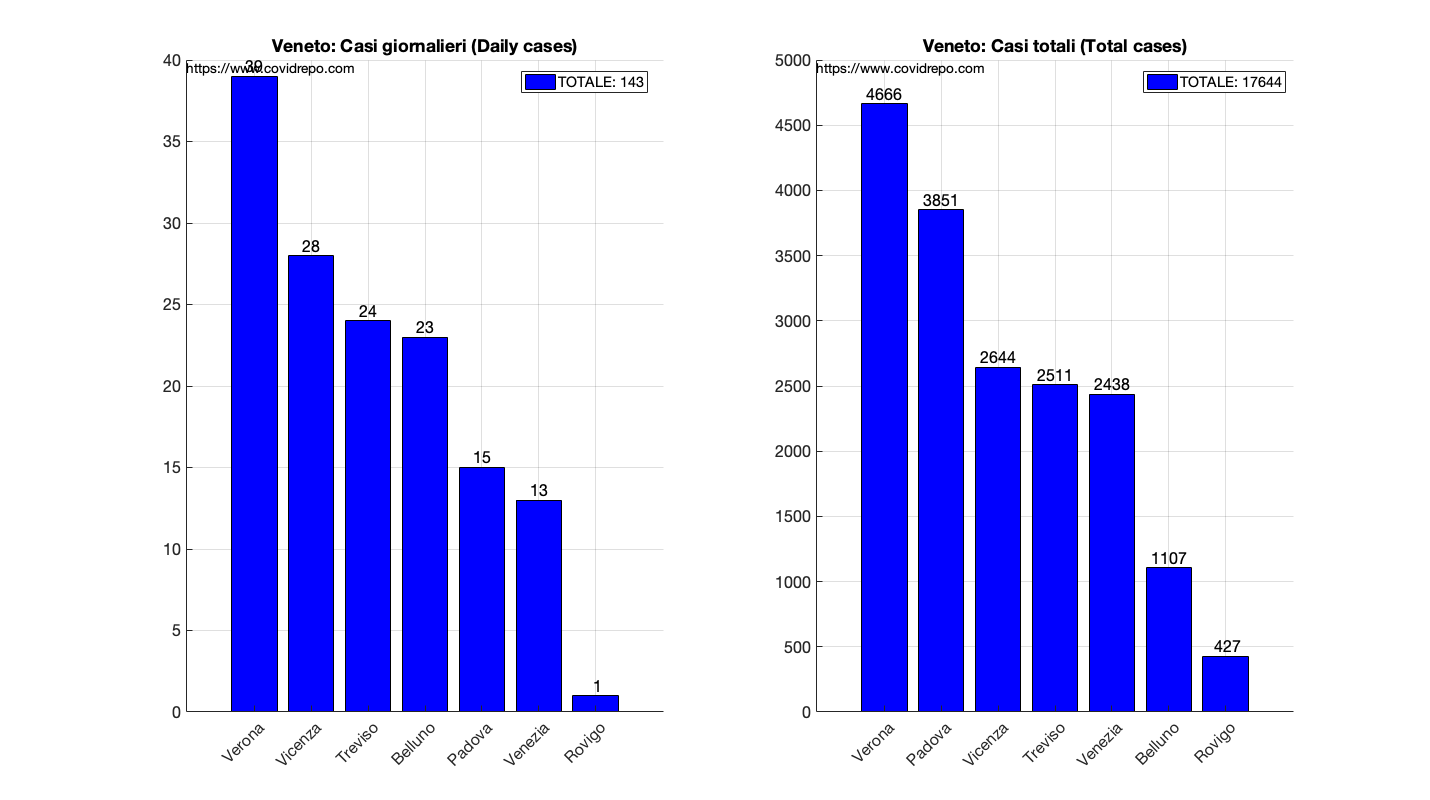 Veneto: Casi giornalieri (Daily cases)
https://www.covidrepo.com
TOTALE: 143
40
35
30
25
20
15
10
5
0
39
28
24
23
15
13
1
Verona
Vicenza
Treviso
Belluno
Padova
Venezia
Rovigo
Veneto: Casi totali (Total cases)
https://www.covidrepo.com
TOTALE: 17644
5000
4500
4000
3500
3000
2500
2000
1500
1000
500
0
4666
3851
2644
2511
2438
1107
427
Verona
Padova
Vicenza
Treviso
Venezia
Belluno
Rovigo